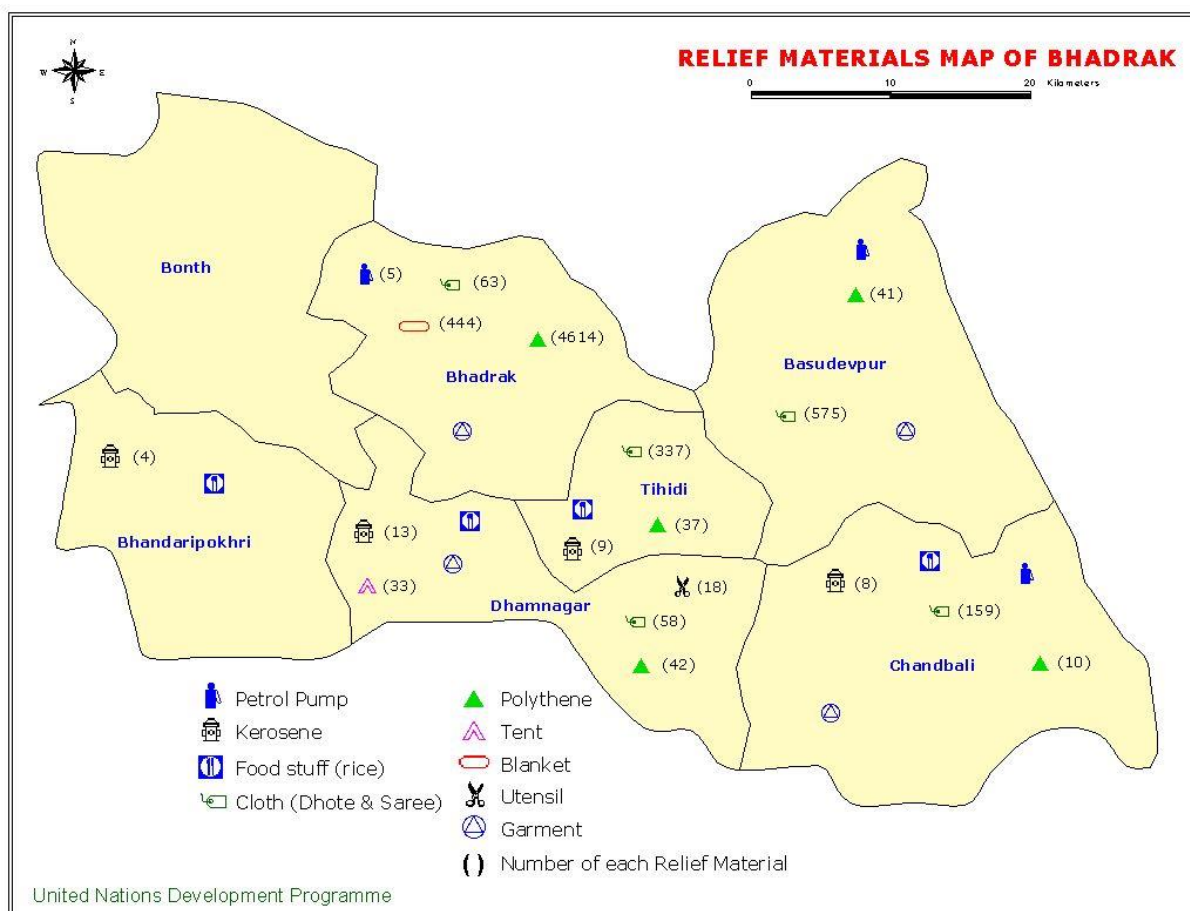 N
W E
S
RELIEF MATERIALS MAP OF BHADRAK
0 10 20 Kilometers
Bonth
(5)
(63)
(444)
(4614)
Bhadrak
(41)
Basudevpur
(575)
(4)
Bhandaripokhri
(337)
Tihidi
(37)
(9)
(13)
(33)
Dhamnagar
(18)
(58)
(42)
(8)
(159)
Chandbali
(10)
Petrol Pump
Kerosene
Food stuff (rice)
Cloth (Dhote & Saree)
Polythene
Tent
Blanket
Utensil
Garment
( ) Number of each Relief Material
United Nations Development Programme